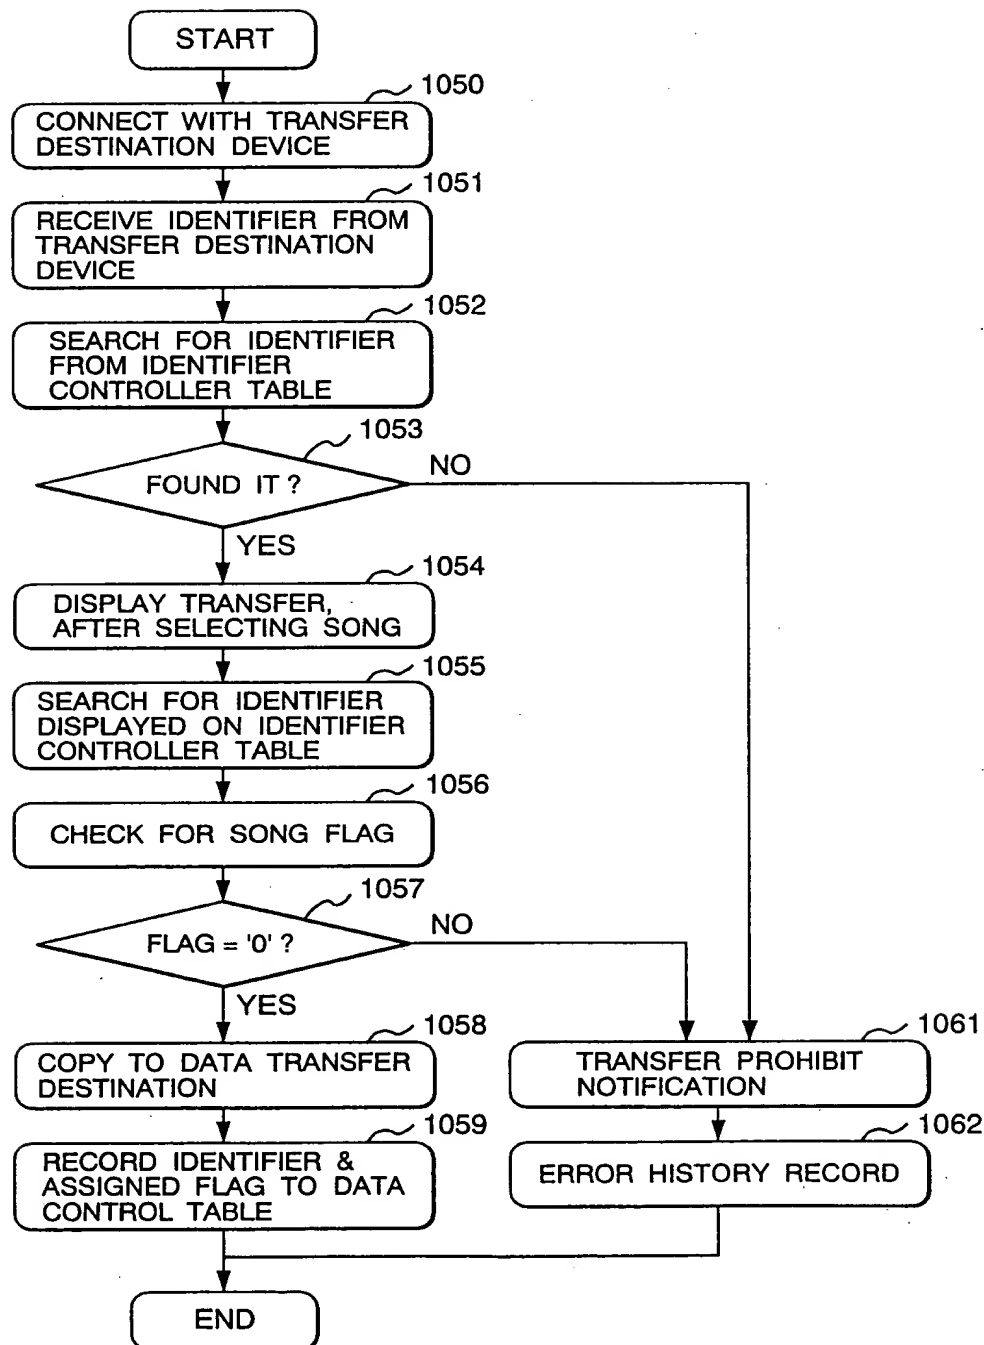 START
1050
CONNECT WITH TRANSFER
DESTINATION DEVICE
1051
RECEIVE IDENTIFIER FROM
TRANSFER DESTINATION
DEVICE
1052
SEARCH FOR IDENTIFIER
FROM IDENTIFIER
CONTROLLER TABLE
1053
FOUND IT ?
NO
YES
1054
DISPLAY TRANSFER,
AFTER SELECTING SONG
1055
SEARCH FOR IDENTIFIER
DISPLAYED ON IDENTIFIER
CONTROLLER TABLE
1056
CHECK FOR SONG FLAG
1057
FLAG = '0' ?
NO
YES
1058
COPY TO DATA TRANSFER
DESTINATION
1059
RECORD IDENTIFIER &
ASSIGNED FLAG TO DATA
CONTROL TABLE
1061
TRANSFER PROHIBIT
NOTIFICATION
1062
ERROR HISTORY RECORD
END